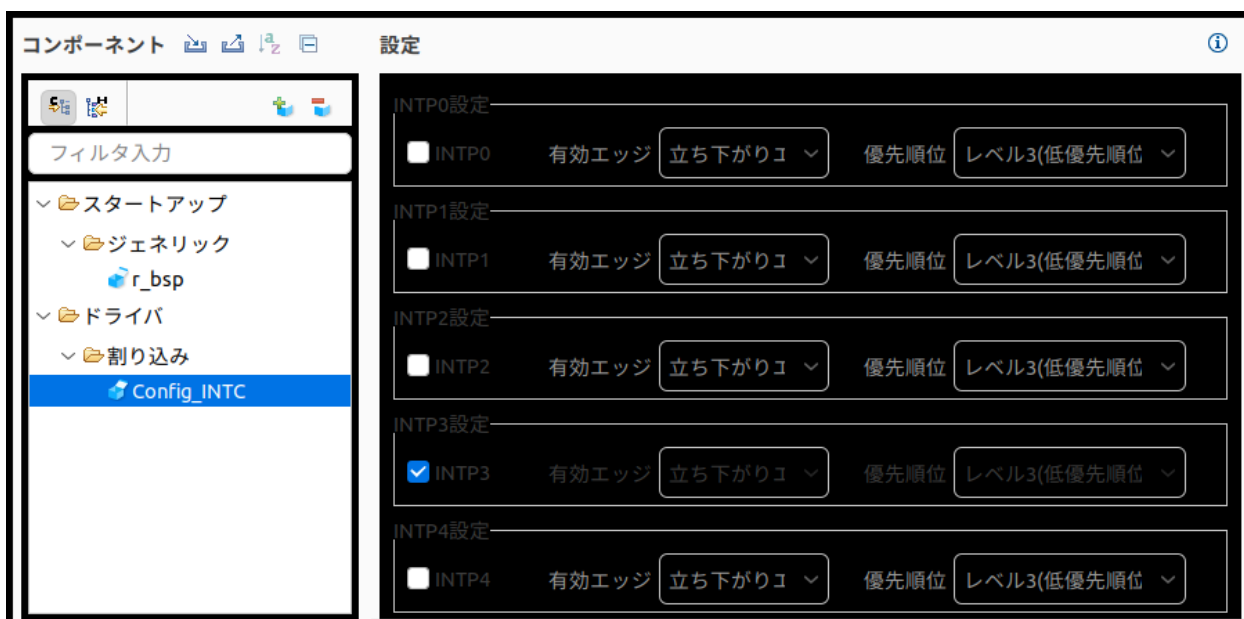 コンポーネント
設定
フィルタ入力
スタートアップ
ジェネリック
r_bsp
ドライバ
割り込み
Config_INTC
INTP0設定
INTP0 有効エッジ 立ち下がりエ 優先順位 レベル3(低優先順位
INTP1設定
INTP1 有効エッジ 立ち下がりエ 優先順位 レベル3(低優先順位
INTP2設定
INTP2 有効エッジ 立ち下がりエ 優先順位 レベル3(低優先順位
INTP3設定
INTP3 有効エッジ 立ち下がりエ 優先順位 レベル3(低優先順位
INTP4設定
INTP4 有効エッジ 立ち下がりエ 優先順位 レベル3(低優先順位